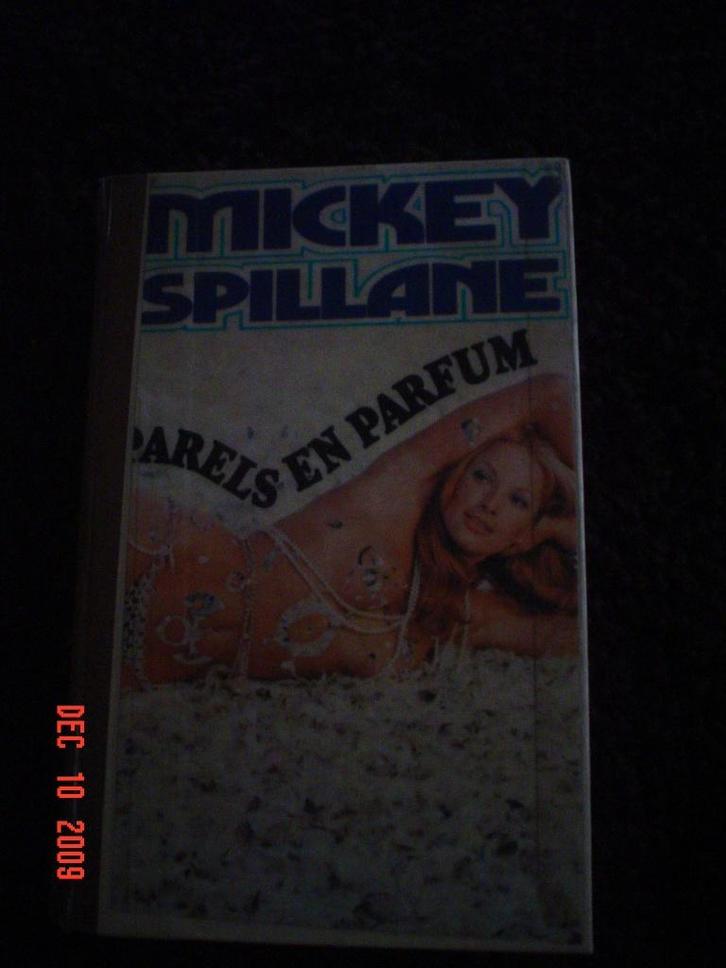 MICKEY
SPILLANE
PARELS EN PARFUM
DEC 10 2009